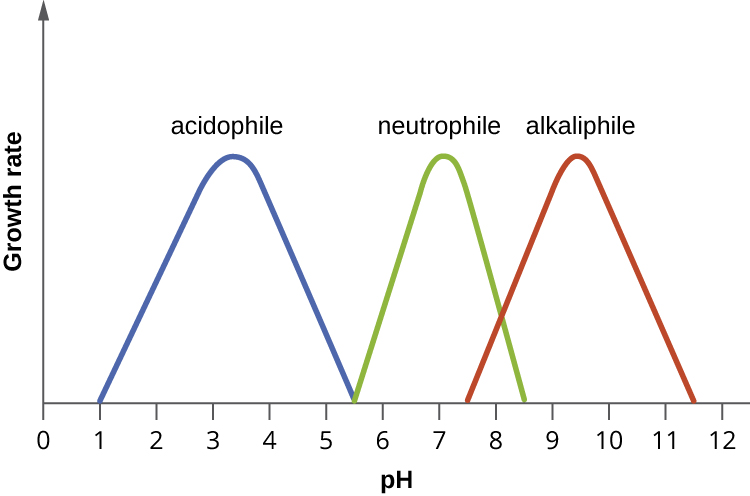 acidophile neutrophile alkaliphile
Growth rate
0 1 2 3 4 5 6 7 8 9 10 11 12
pH